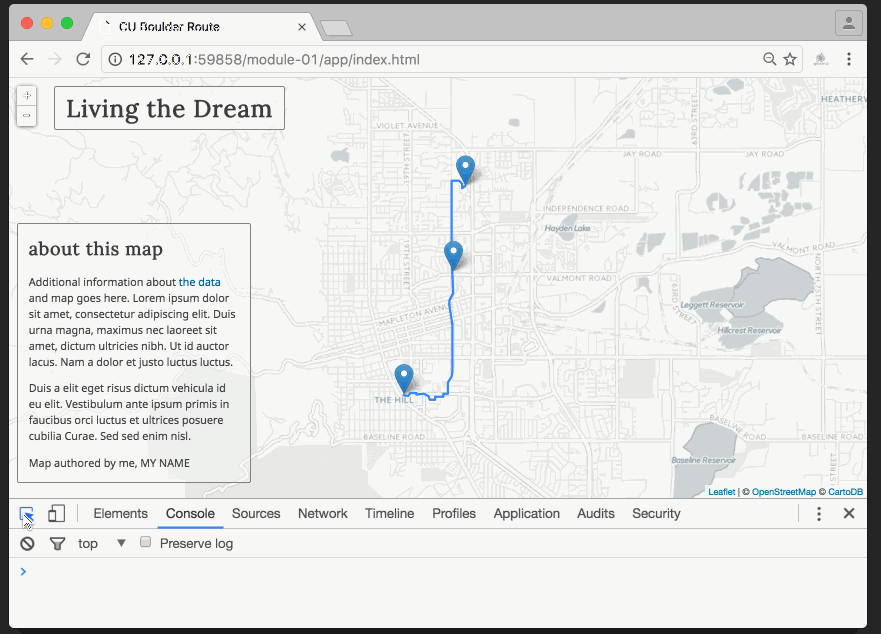 CU Boulder Route
127.0.0.1:59858/module-01/app/index.html
Living the Dream
HEATHERW
VIOLET AVENUE
19TH STREET
63RD STREET
JAY ROAD
JAY ROAD
INDEPENDENCE ROAD
Hayden Lake
VALMONT ROAD
VALMONT ROAD
NORTH 75TH STREET
Leggett Reservoir
Hillcrest Reservoir
MAPLETON AVENUE
THE HILL
BASELINE ROAD
BASELINE ROAD
BASELINE ROAD
Baseline Reservoir
about this map
Additional information about the data
and map goes here. Lorem ipsum dolor
sit amet, consectetur adipiscing elit. Duis
urna magna, maximus nec laoreet sit
amet, dictum ultricies nibh. Ut id auctor
lacus. Nam a dolor et justo luctus luctus.
Duis a elit eget risus dictum vehicula id
eu elit. Vestibulum ante ipsum primis in
faucibus orci luctus et ultrices posuere
cubilia Curae. Sed sed enim nisl.
Map authored by me, MY NAME
Leaflet | © OpenStreetMap © CartoDB
Elements Console Sources Network Timeline Profiles Application Audits Security
top Preserve log